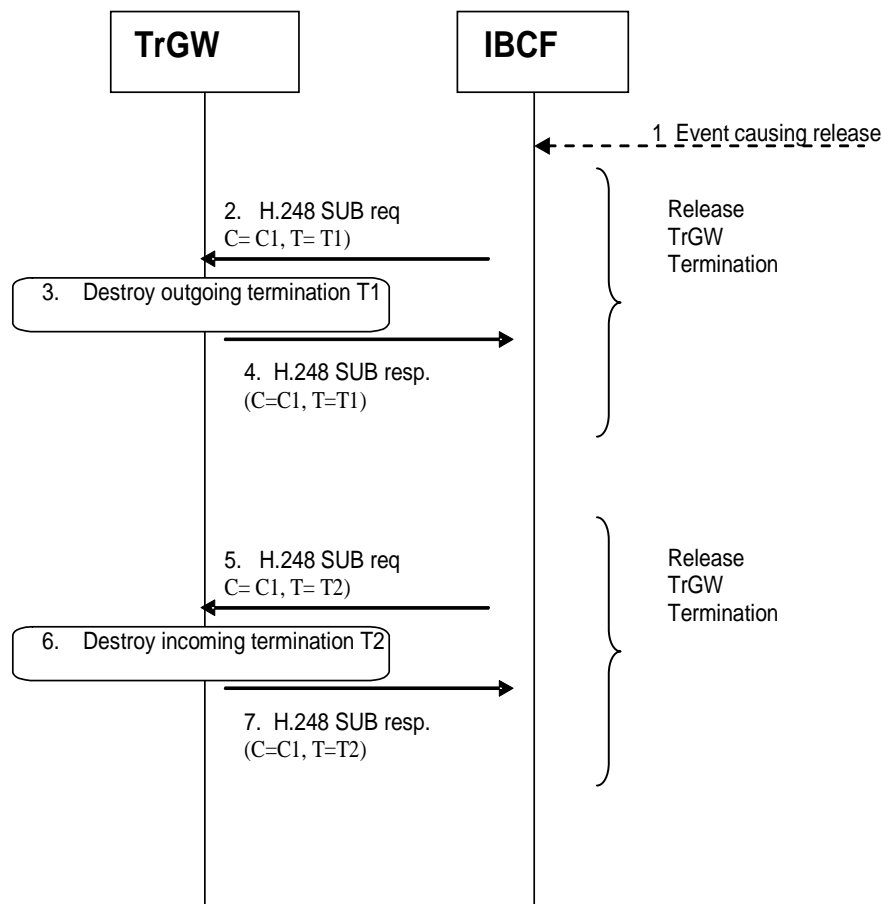 TrGW
IBCF
1 Event causing release
2. H.248 SUB req
C= C1, T= T1)
Release
TrGW
Termination
3. Destroy outgoing termination T1
4. H.248 SUB resp.
(C=C1, T=T1)
5. H.248 SUB req
C= C1, T= T2)
Release
TrGW
Termination
6. Destroy incoming termination T2
7. H.248 SUB resp.
(C=C1, T=T2)